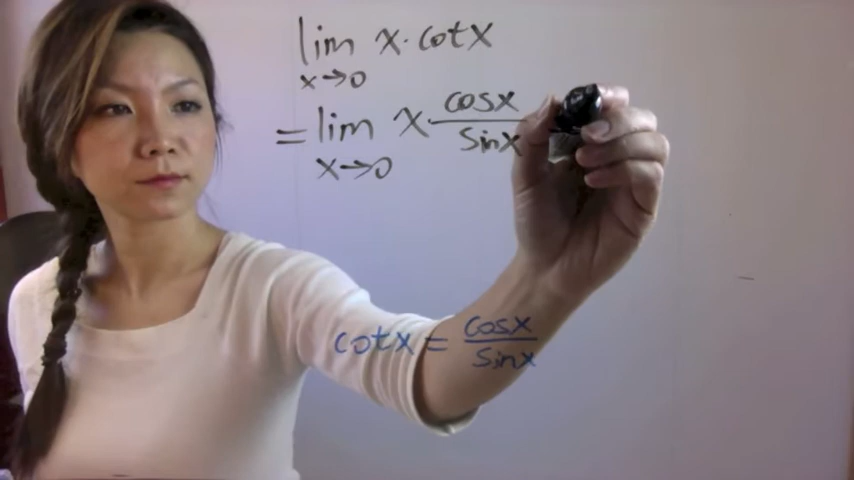 lim x·cotx
x→0
= lim x· cosx/sinx
x→0
cotx = cosx/sinx